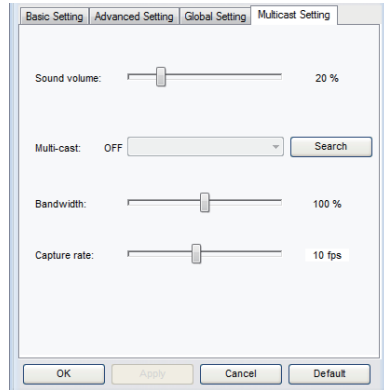 Basic Setting Advanced Setting Global Setting Multicast Setting
Sound volume: 20 %
Multi-cast: OFF Search
Bandwidth: 100 %
Capture rate: 10 fps
OK Apply Cancel Default